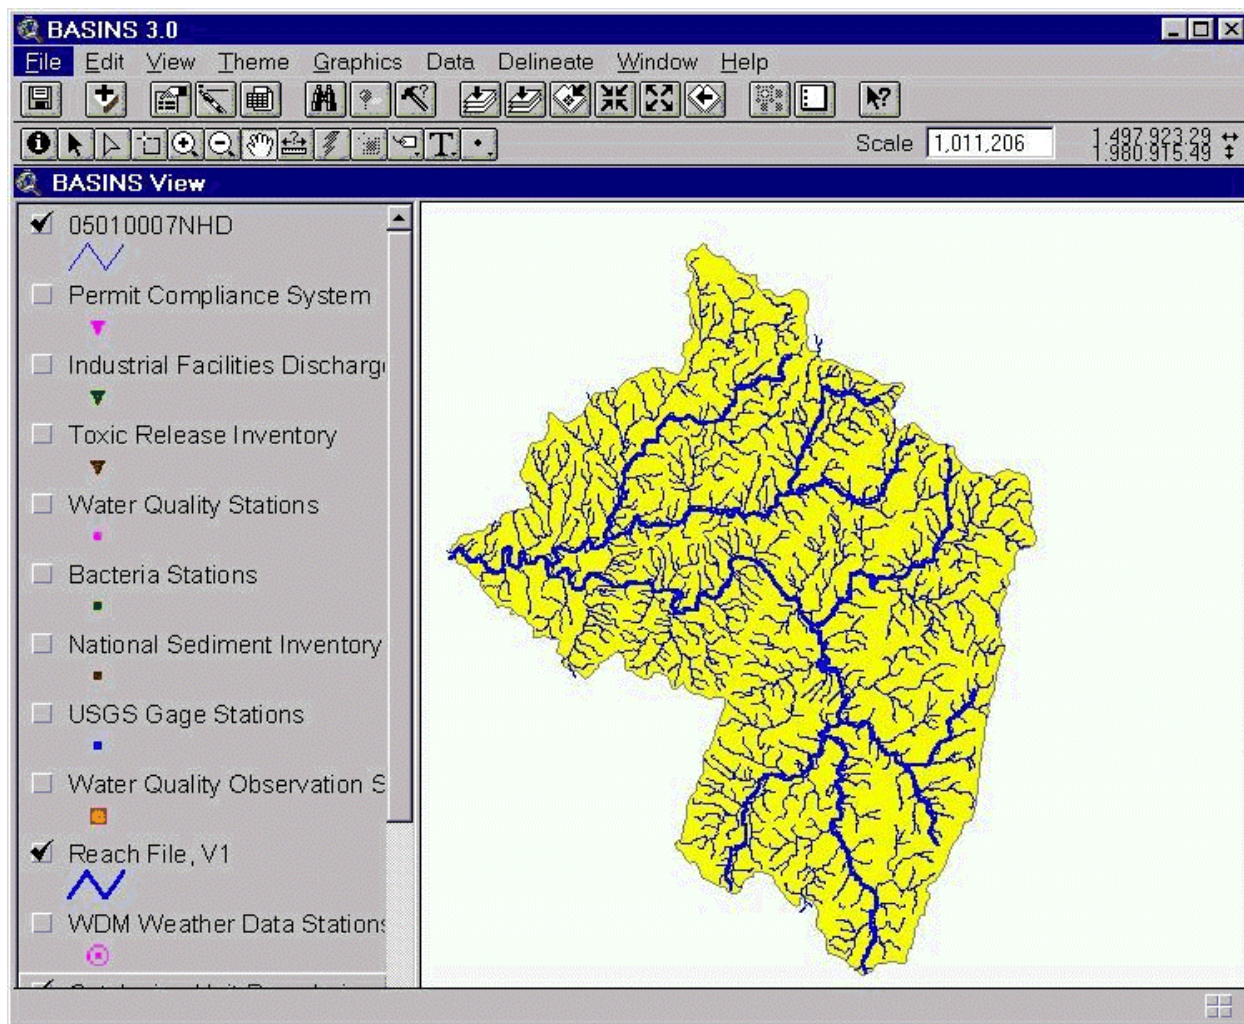 BASINS 3.0
File Edit View Theme Graphics Data Delineate Window Help
Scale 1,011,206 1,497,923.29
1,980,915.49
BASINS View
05010007NHD
Permit Compliance System
Industrial Facilities Discharg
Toxic Release Inventory
Water Quality Stations
Bacteria Stations
National Sediment Inventory
USGS Gage Stations
Water Quality Observation S
Reach File, V1
WDM Weather Data Stations